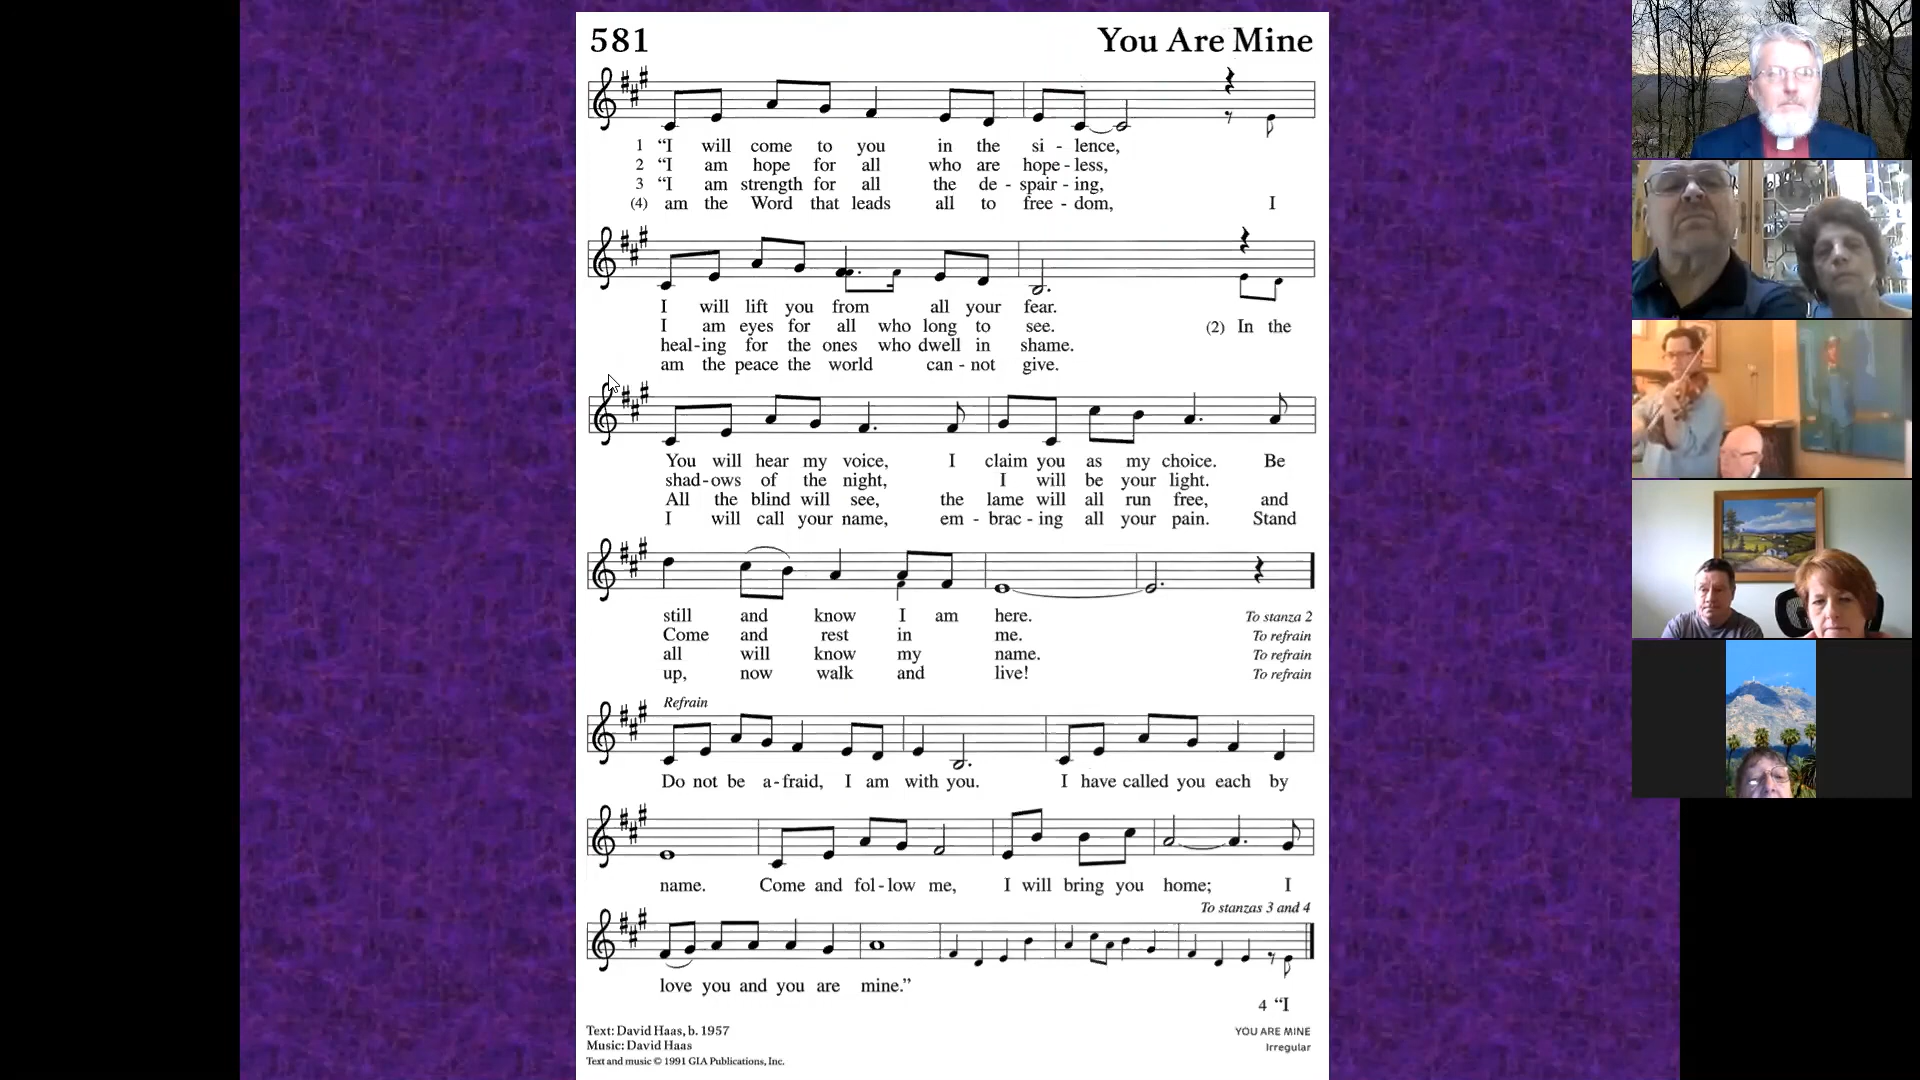 581 You Are Mine
1 “I will come to you in the si - lence,
2 “I am hope for all who are hope - less,
3 “I am strength for all the de - spair - ing,
(4) am the Word that leads all to free - dom, I
I will lift you from all your fear.
I am eyes for all who long to see. (2) In the
heal - ing for the ones who dwell in shame.
am the peace the world can - not give.
You will hear my voice, I claim you as my choice. Be
shad - ows of the night, I will be your light.
All the blind will see, the lame will all run free, and
I will call your name, em - brac - ing all your pain. Stand
still and know I am here. To stanza 2
Come and rest in me. To refrain
all will know my name. To refrain
up, now walk and live! To refrain
Refrain
Do not be a - fraid, I am with you. I have called you each by
name. Come and fol - low me, I will bring you home; I
To stanzas 3 and 4
love you and you are mine.”
4 “I
Text: David Haas, b. 1957 YOU ARE MINE
Music: David Haas Irregular
Text and music © 1991 GIA Publications, Inc.